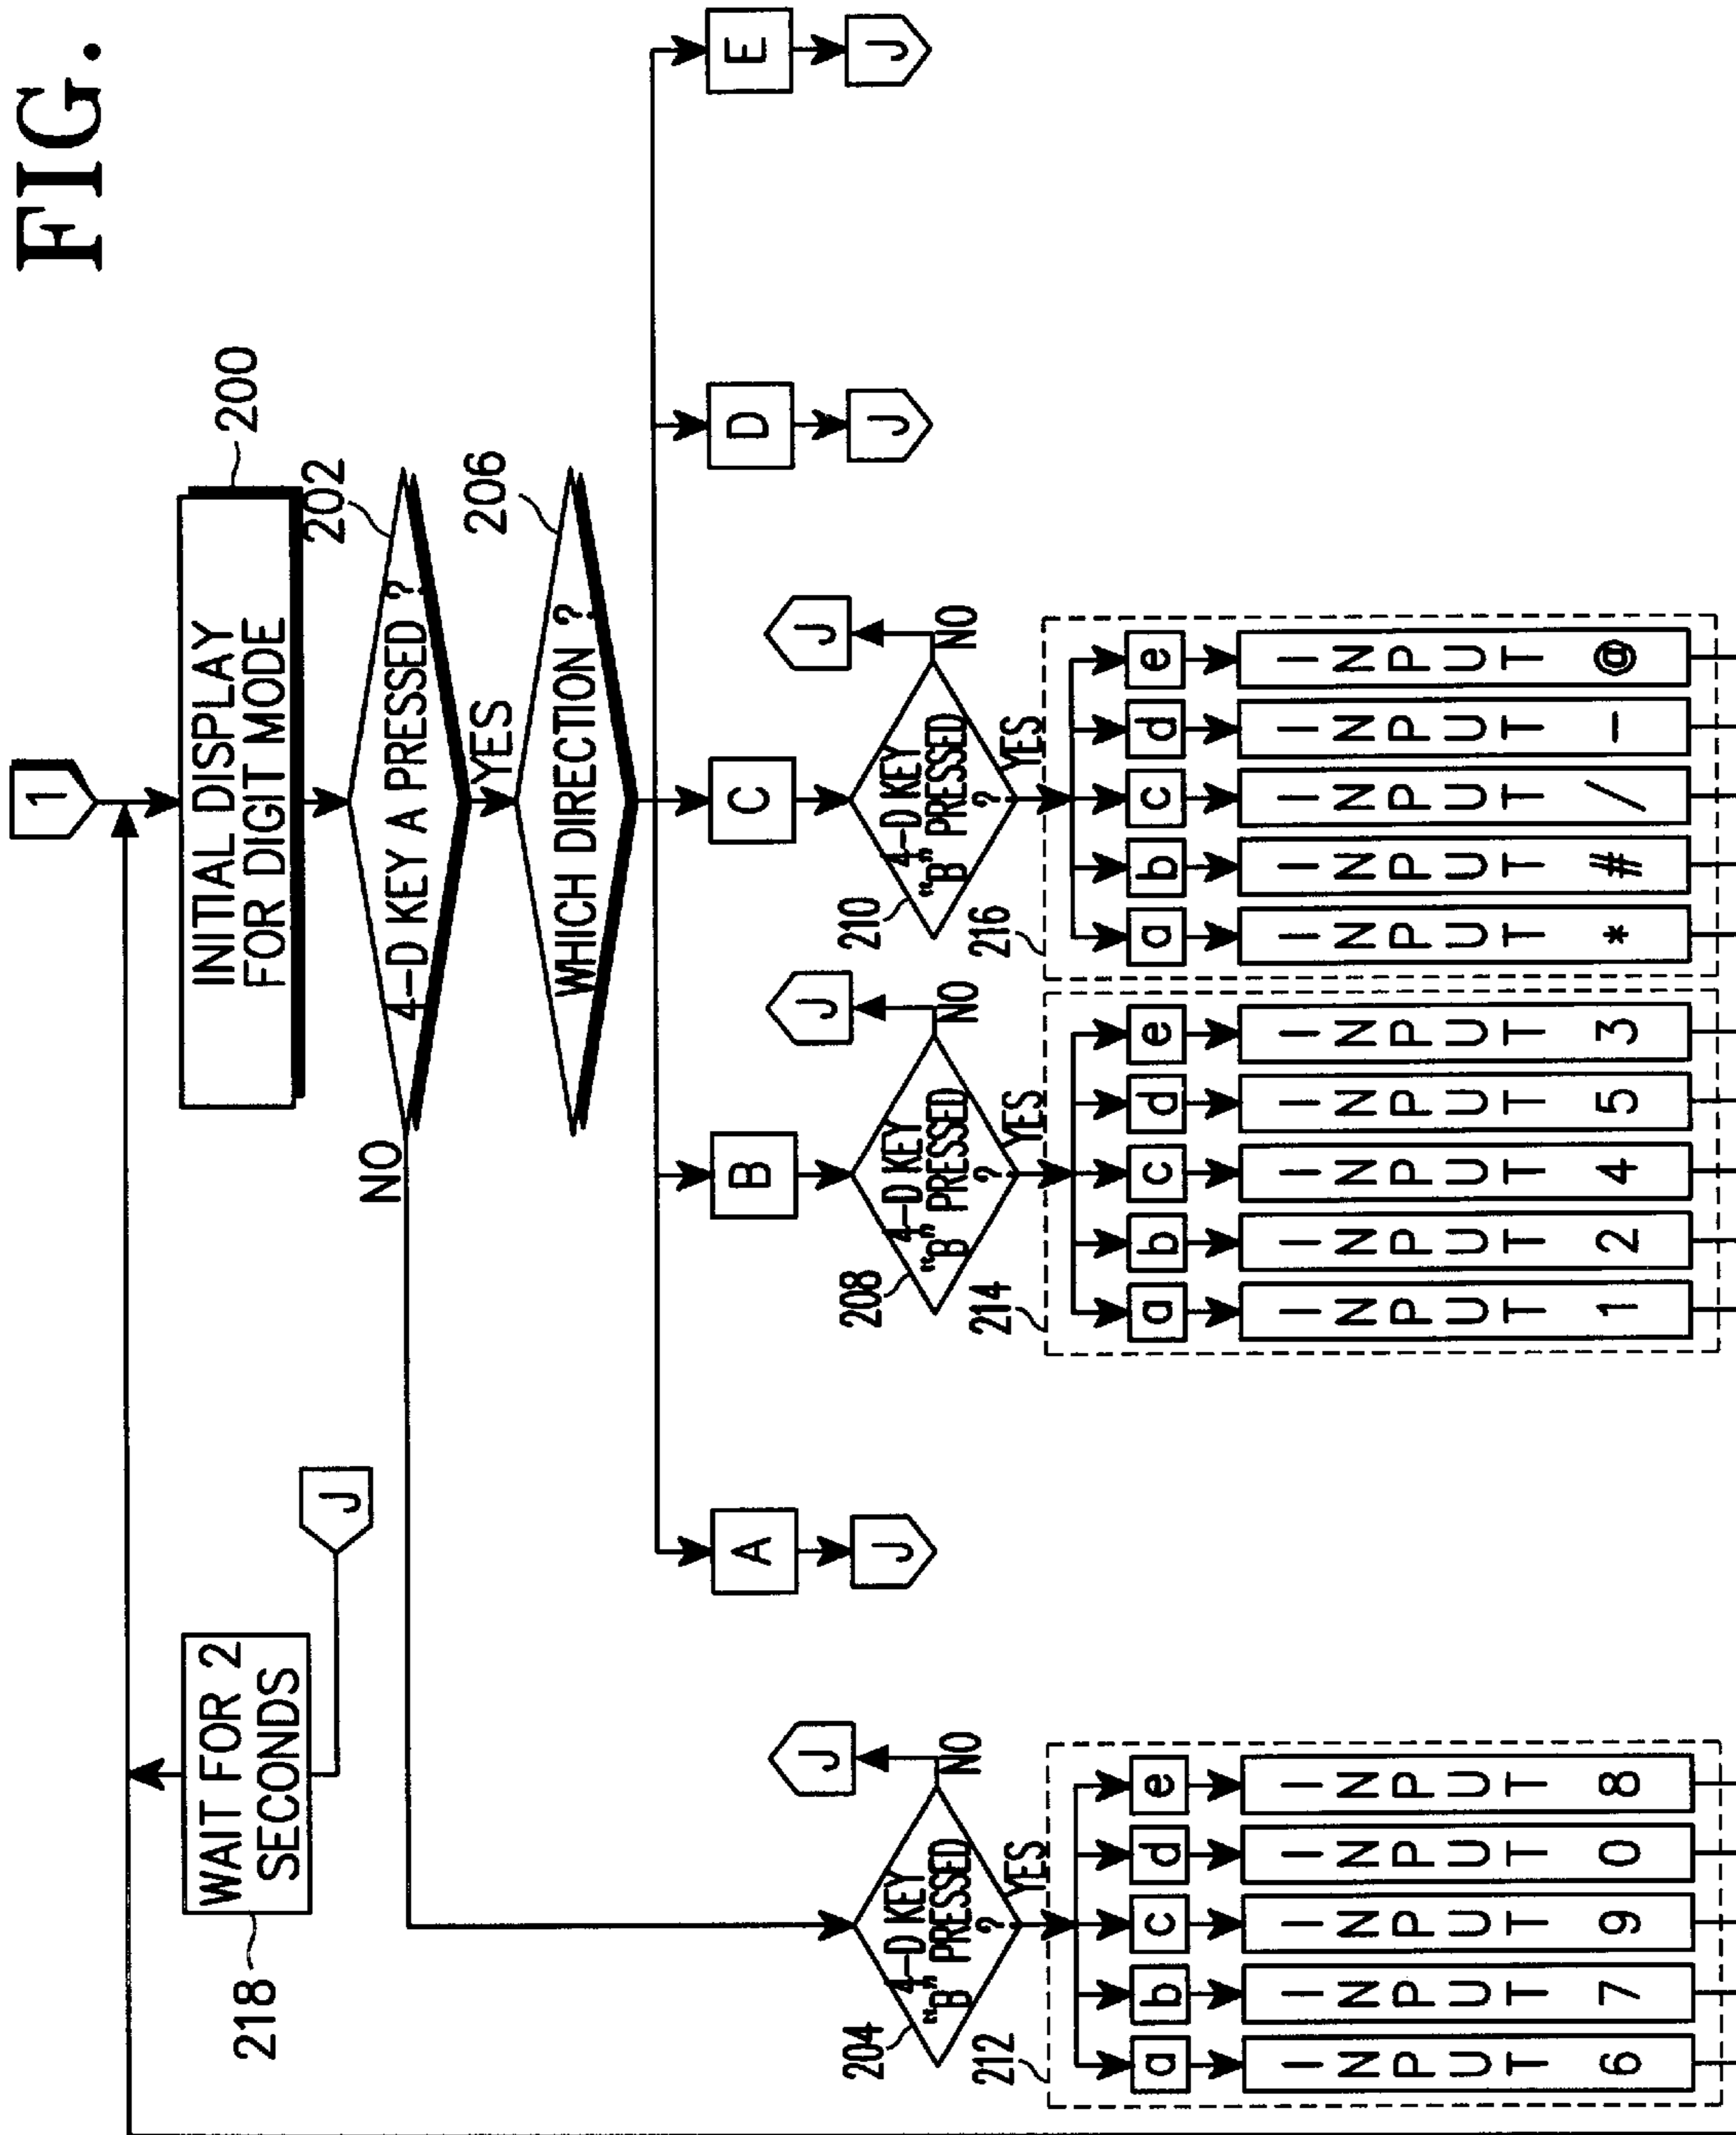 FIG.
1
INITIAL DISPLAY
FOR DIGIT MODE
200
WAIT FOR 2
SECONDS
218
J
4-D KEY A PRESSED ?
202
NO
YES
WHICH DIRECTION ?
206
A
B
C
D
E
J
J
J
4-D KEY
"B" PRESSED
?
204
NO
J
YES
4-D KEY
"B" PRESSED
?
208
NO
J
YES
4-D KEY
"B" PRESSED
?
210
NO
J
YES
212
a
b
c
d
e
INPUT 6
INPUT 7
INPUT 9
INPUT 0
INPUT 8
214
a
b
c
d
e
INPUT 1
INPUT 2
INPUT 4
INPUT 5
INPUT 3
216
a
b
c
d
e
INPUT *
INPUT #
INPUT /
INPUT -
INPUT @